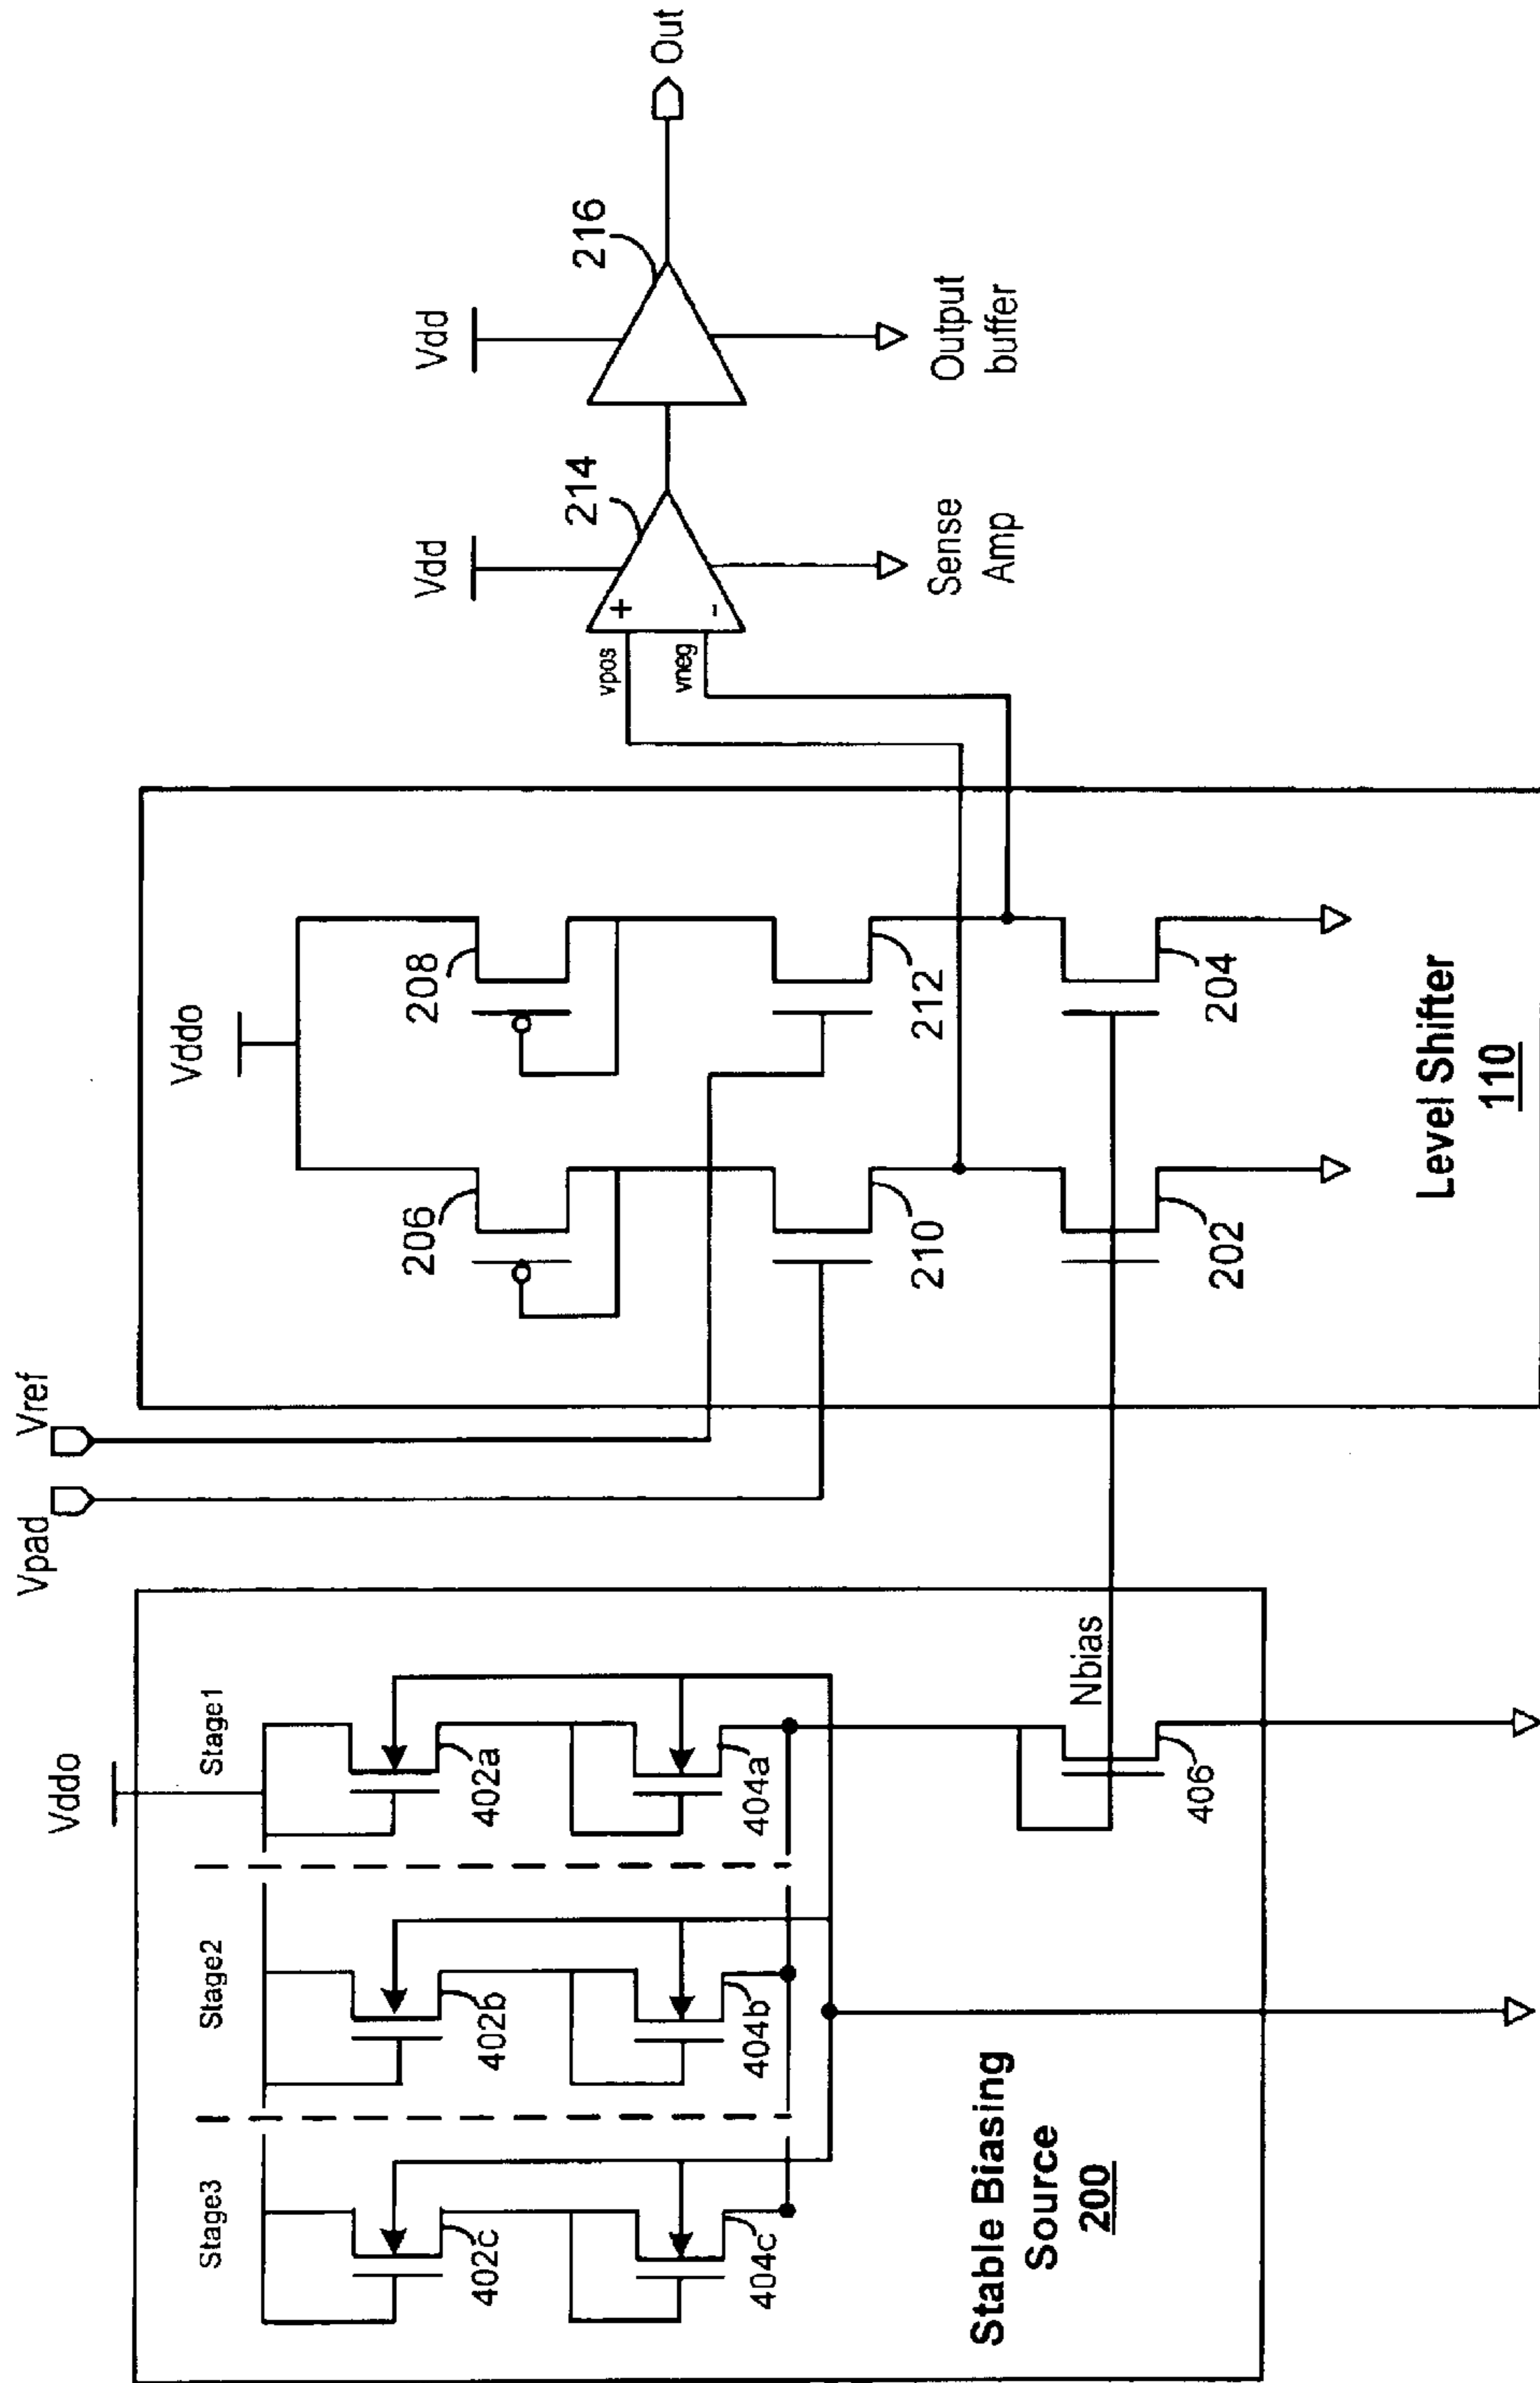 Vddo
Stage3
Stage2
Stage1
402c
402b
402a
404c
404b
404a
Nbias
406
Stable Biasing
Source
200
Vpad
Vref
Vddo
206
208
210
212
202
204
Level Shifter
110
Vdd
214
vpos
+
vneg
-
Sense
Amp
Vdd
216
Output
buffer
Out